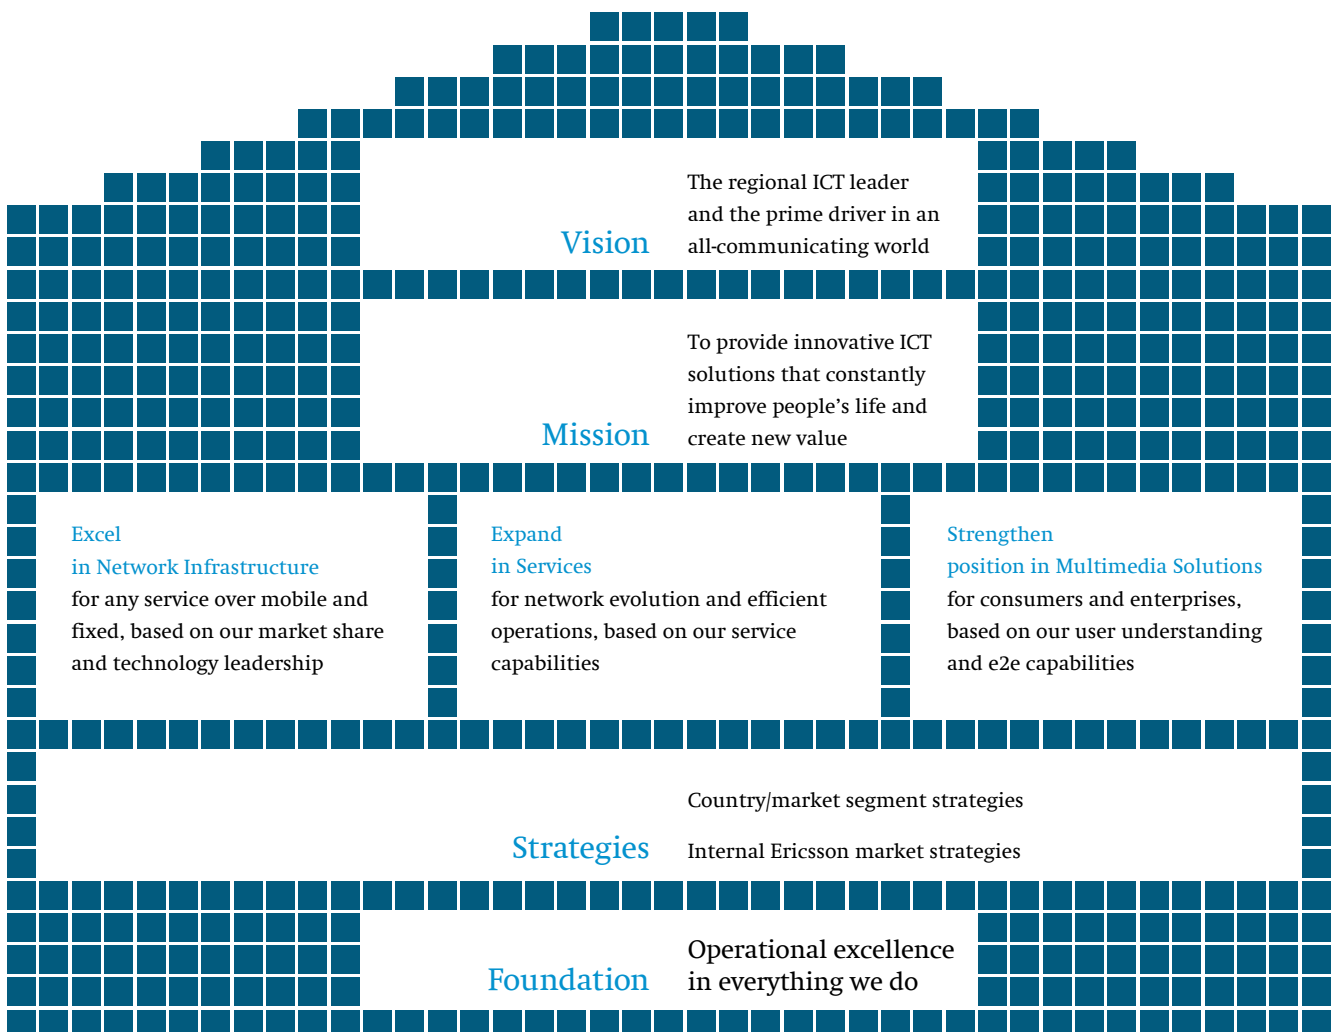 The regional ICT leader
and the prime driver in an
Vision all-communicating world
To provide innovative ICT
solutions that constantly
improve people's life and
Mission create new value
Excel
in Network Infrastructure
for any service over mobile and
fixed, based on our market share
and technology leadership
Expand
in Services
for network evolution and efficient
operations, based on our service
capabilities
Strengthen
position in Multimedia Solutions
for consumers and enterprises,
based on our user understanding
and e2e capabilities
Country/market segment strategies
Strategies Internal Ericsson market strategies
Operational excellence
Foundation in everything we do